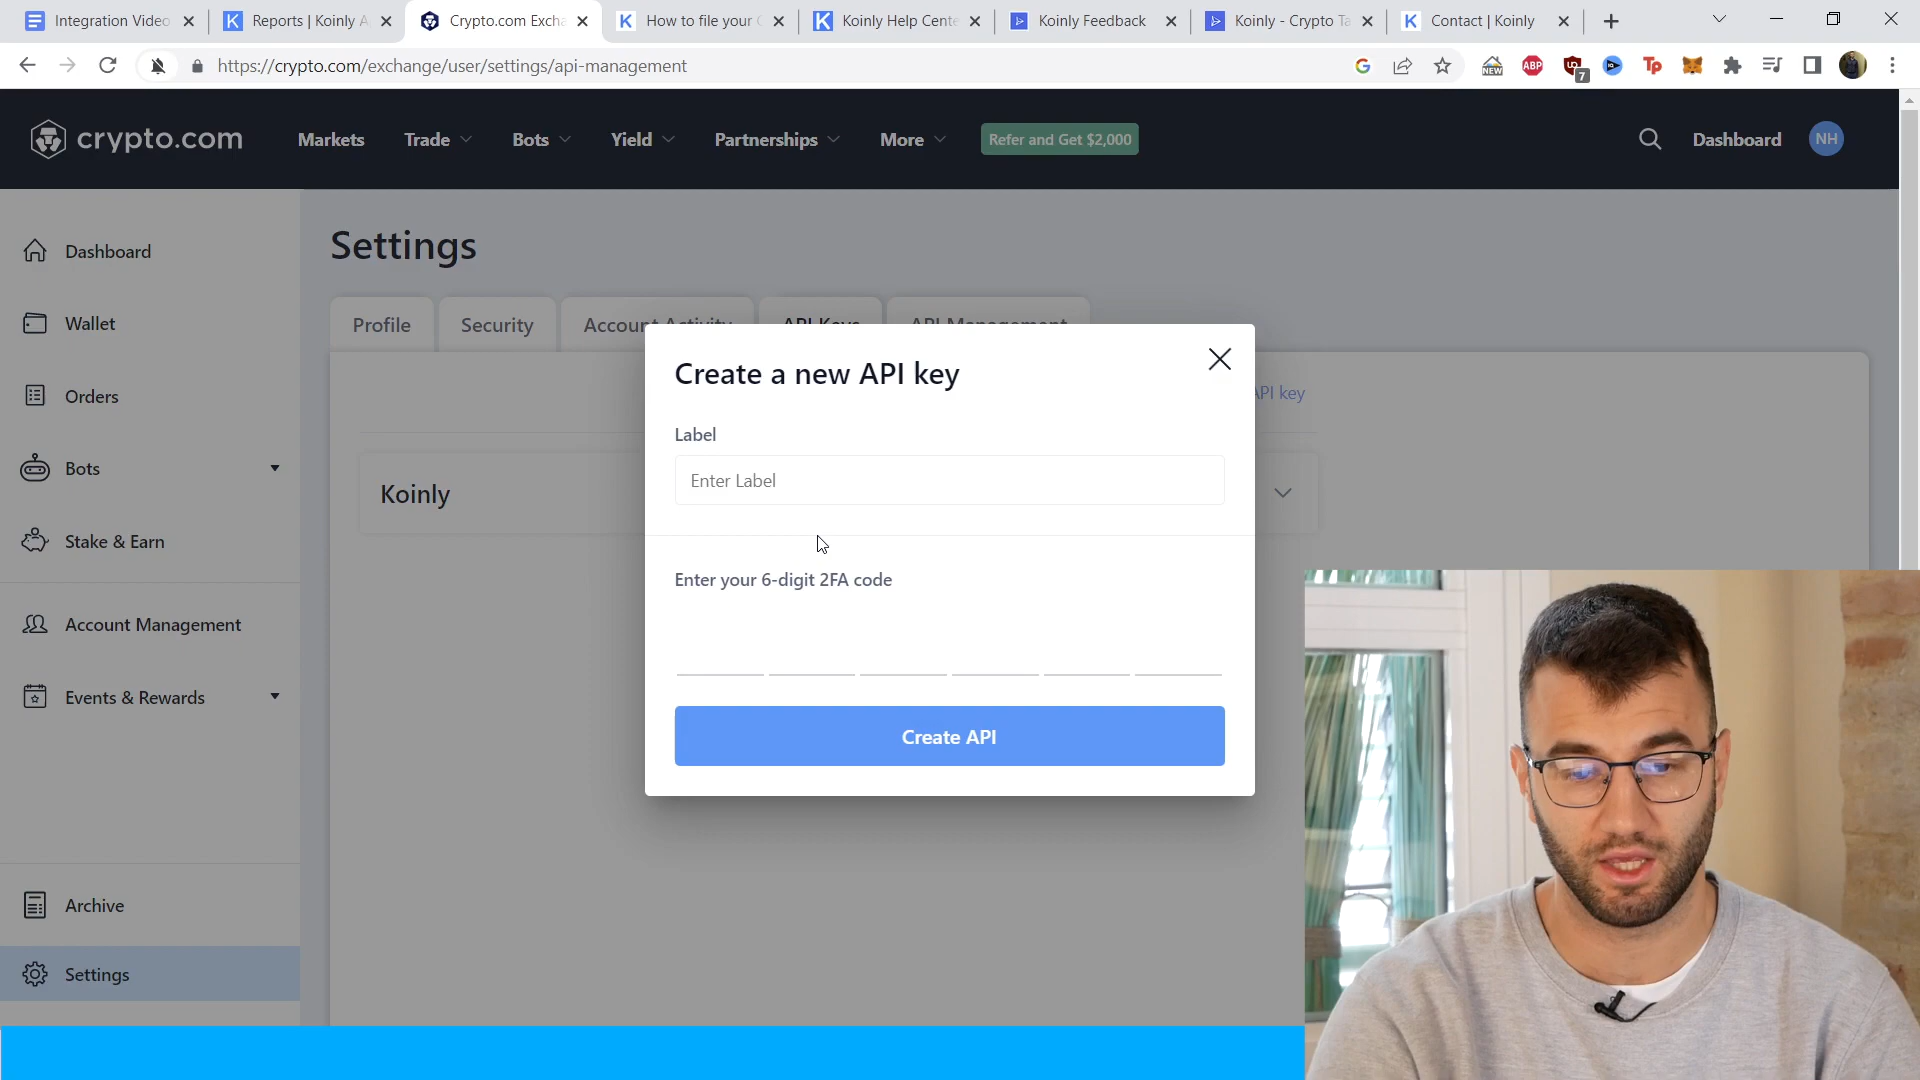 Integration Video
Reports | Koinly A
Crypto.com Excha
How to file your C
Koinly Help Cente
Koinly Feedback
Koinly - Crypto Ta
Contact | Koinly
https://crypto.com/exchange/user/settings/api-management
NEW
ABP
7
Tp
crypto.com
Markets
Trade
Bots
Yield
Partnerships
More
Refer and Get $2,000
Dashboard
NH
Dashboard
Wallet
Orders
Bots
Stake & Earn
Account Management
Events & Rewards
Archive
Settings
Settings
Profile
Security
Account Activity
API Keys
API Management
API key
Koinly
Create a new API key
Label
Enter Label
Enter your 6-digit 2FA code
Create API